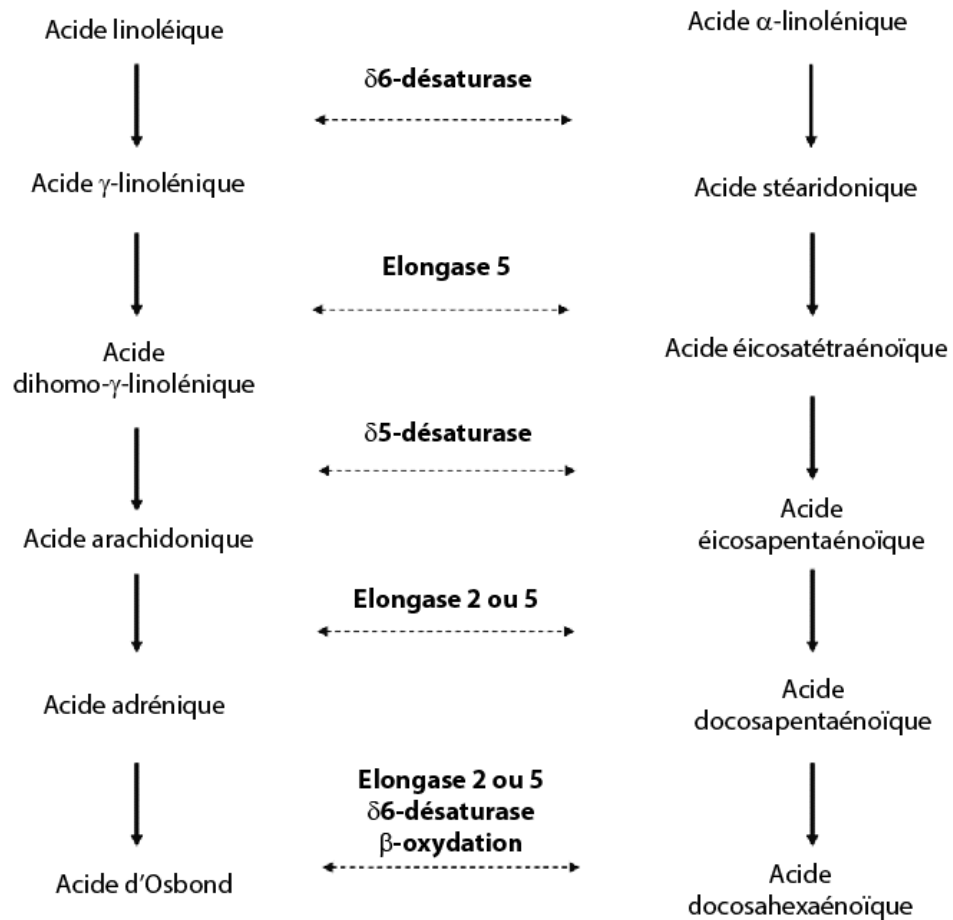 Acide linoléique
Acide α-linolénique
δ6-désaturase
Acide γ-linolénique
Acide stéaridonique
Elongase 5
Acide
dihomo-γ-linolénique
Acide éicosatétraénoïque
δ5-désaturase
Acide arachidonique
Acide
éicosapentaénoïque
Elongase 2 ou 5
Acide adrénique
Acide
docosapentaénoïque
Elongase 2 ou 5
δ6-désaturase
β-oxydation
Acide d’Osbond
Acide
docosahexaénoïque